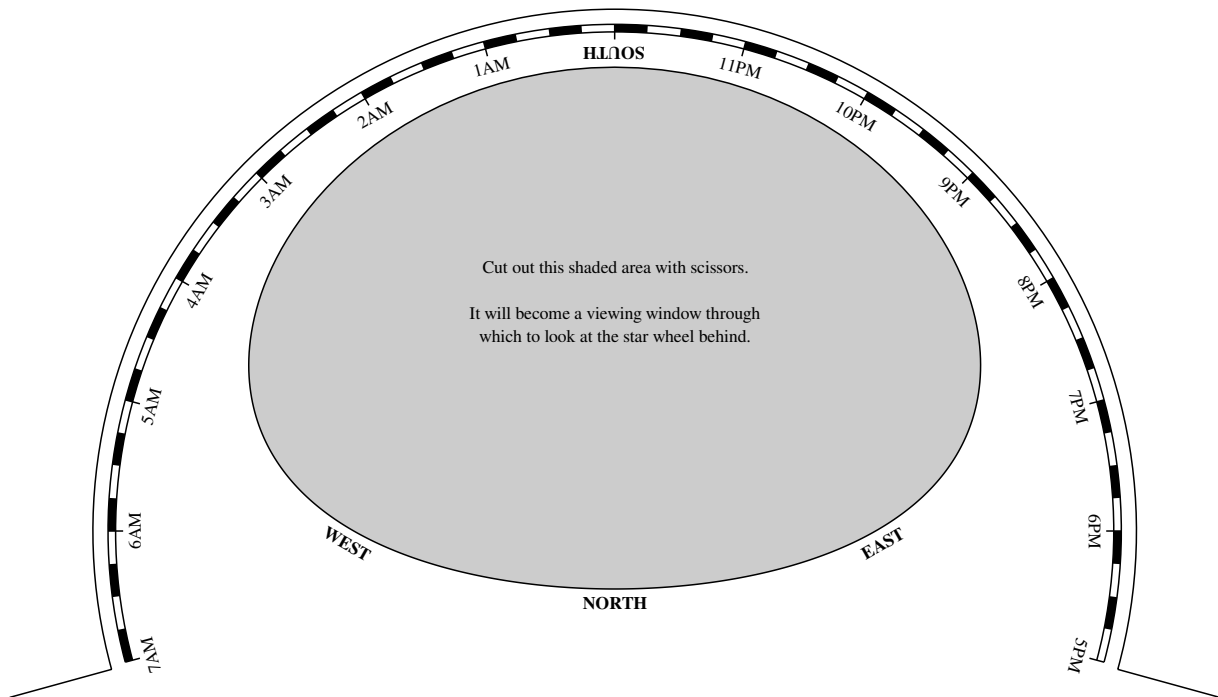 SOUTH
1AM
11PM
2AM
10PM
3AM
9PM
Cut out this shaded area with scissors.
4AM
8PM
It will become a viewing window through
which to look at the star wheel behind.
5AM
7PM
6AM
6PM
WEST
EAST
NORTH
7AM
5PM